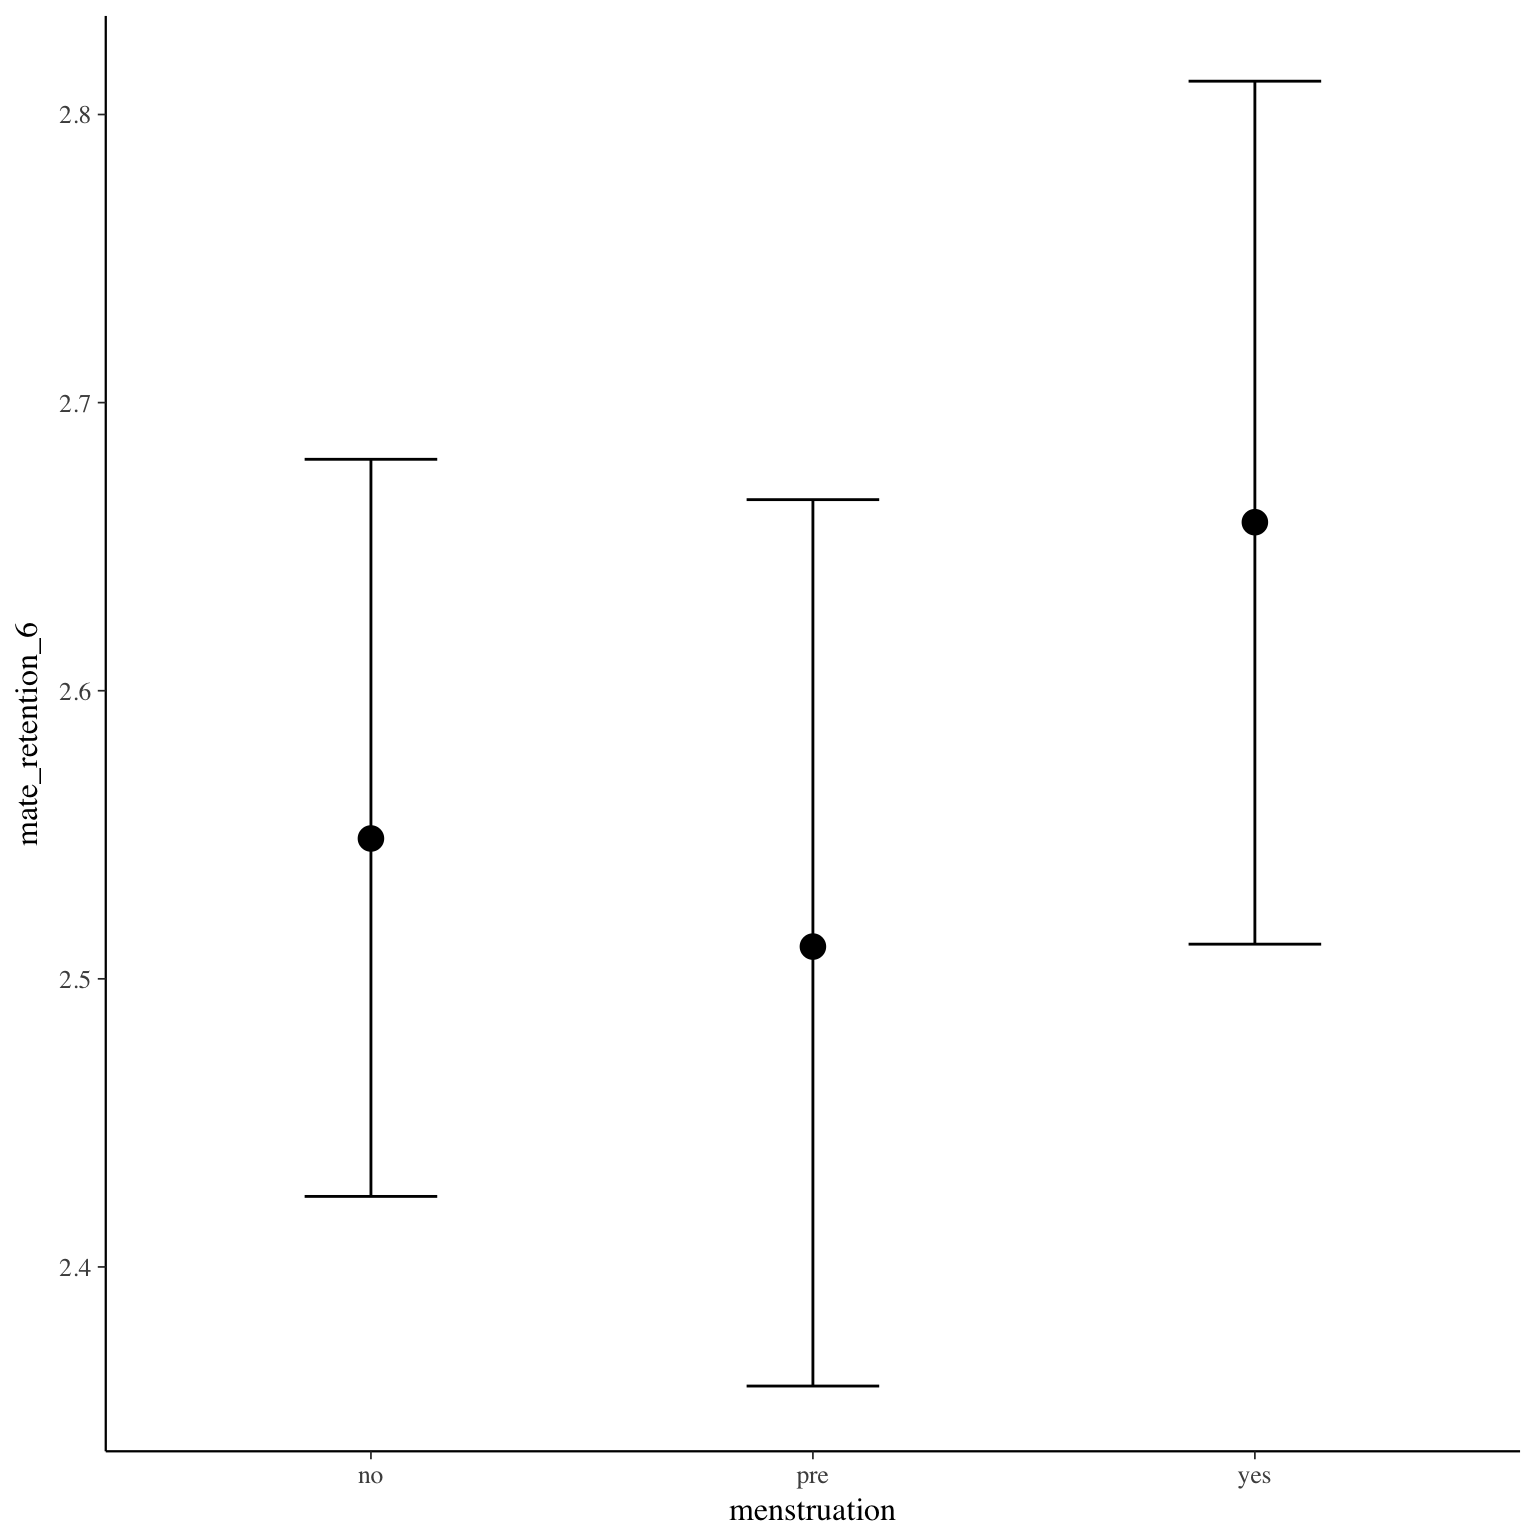 2.8
2.7
2.6
2.5
2.4
mate_retention_6
no pre yes
menstruation